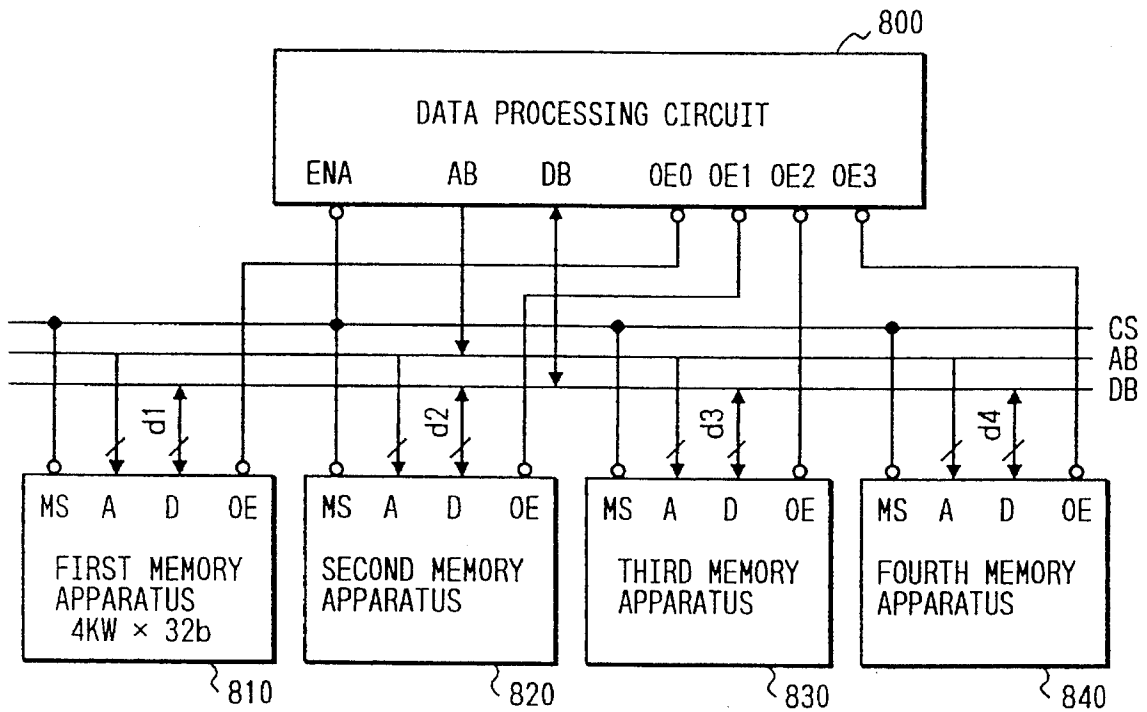 800
DATA PROCESSING CIRCUIT
ENA AB DB OE0 OE1 OE2 OE3
CS
AB
DB
d1 d2 d3 d4
MS A D OE
FIRST MEMORY
APPARATUS
4KW × 32b
810
MS A D OE
SECOND MEMORY
APPARATUS
820
MS A D OE
THIRD MEMORY
APPARATUS
830
MS A D OE
FOURTH MEMORY
APPARATUS
840